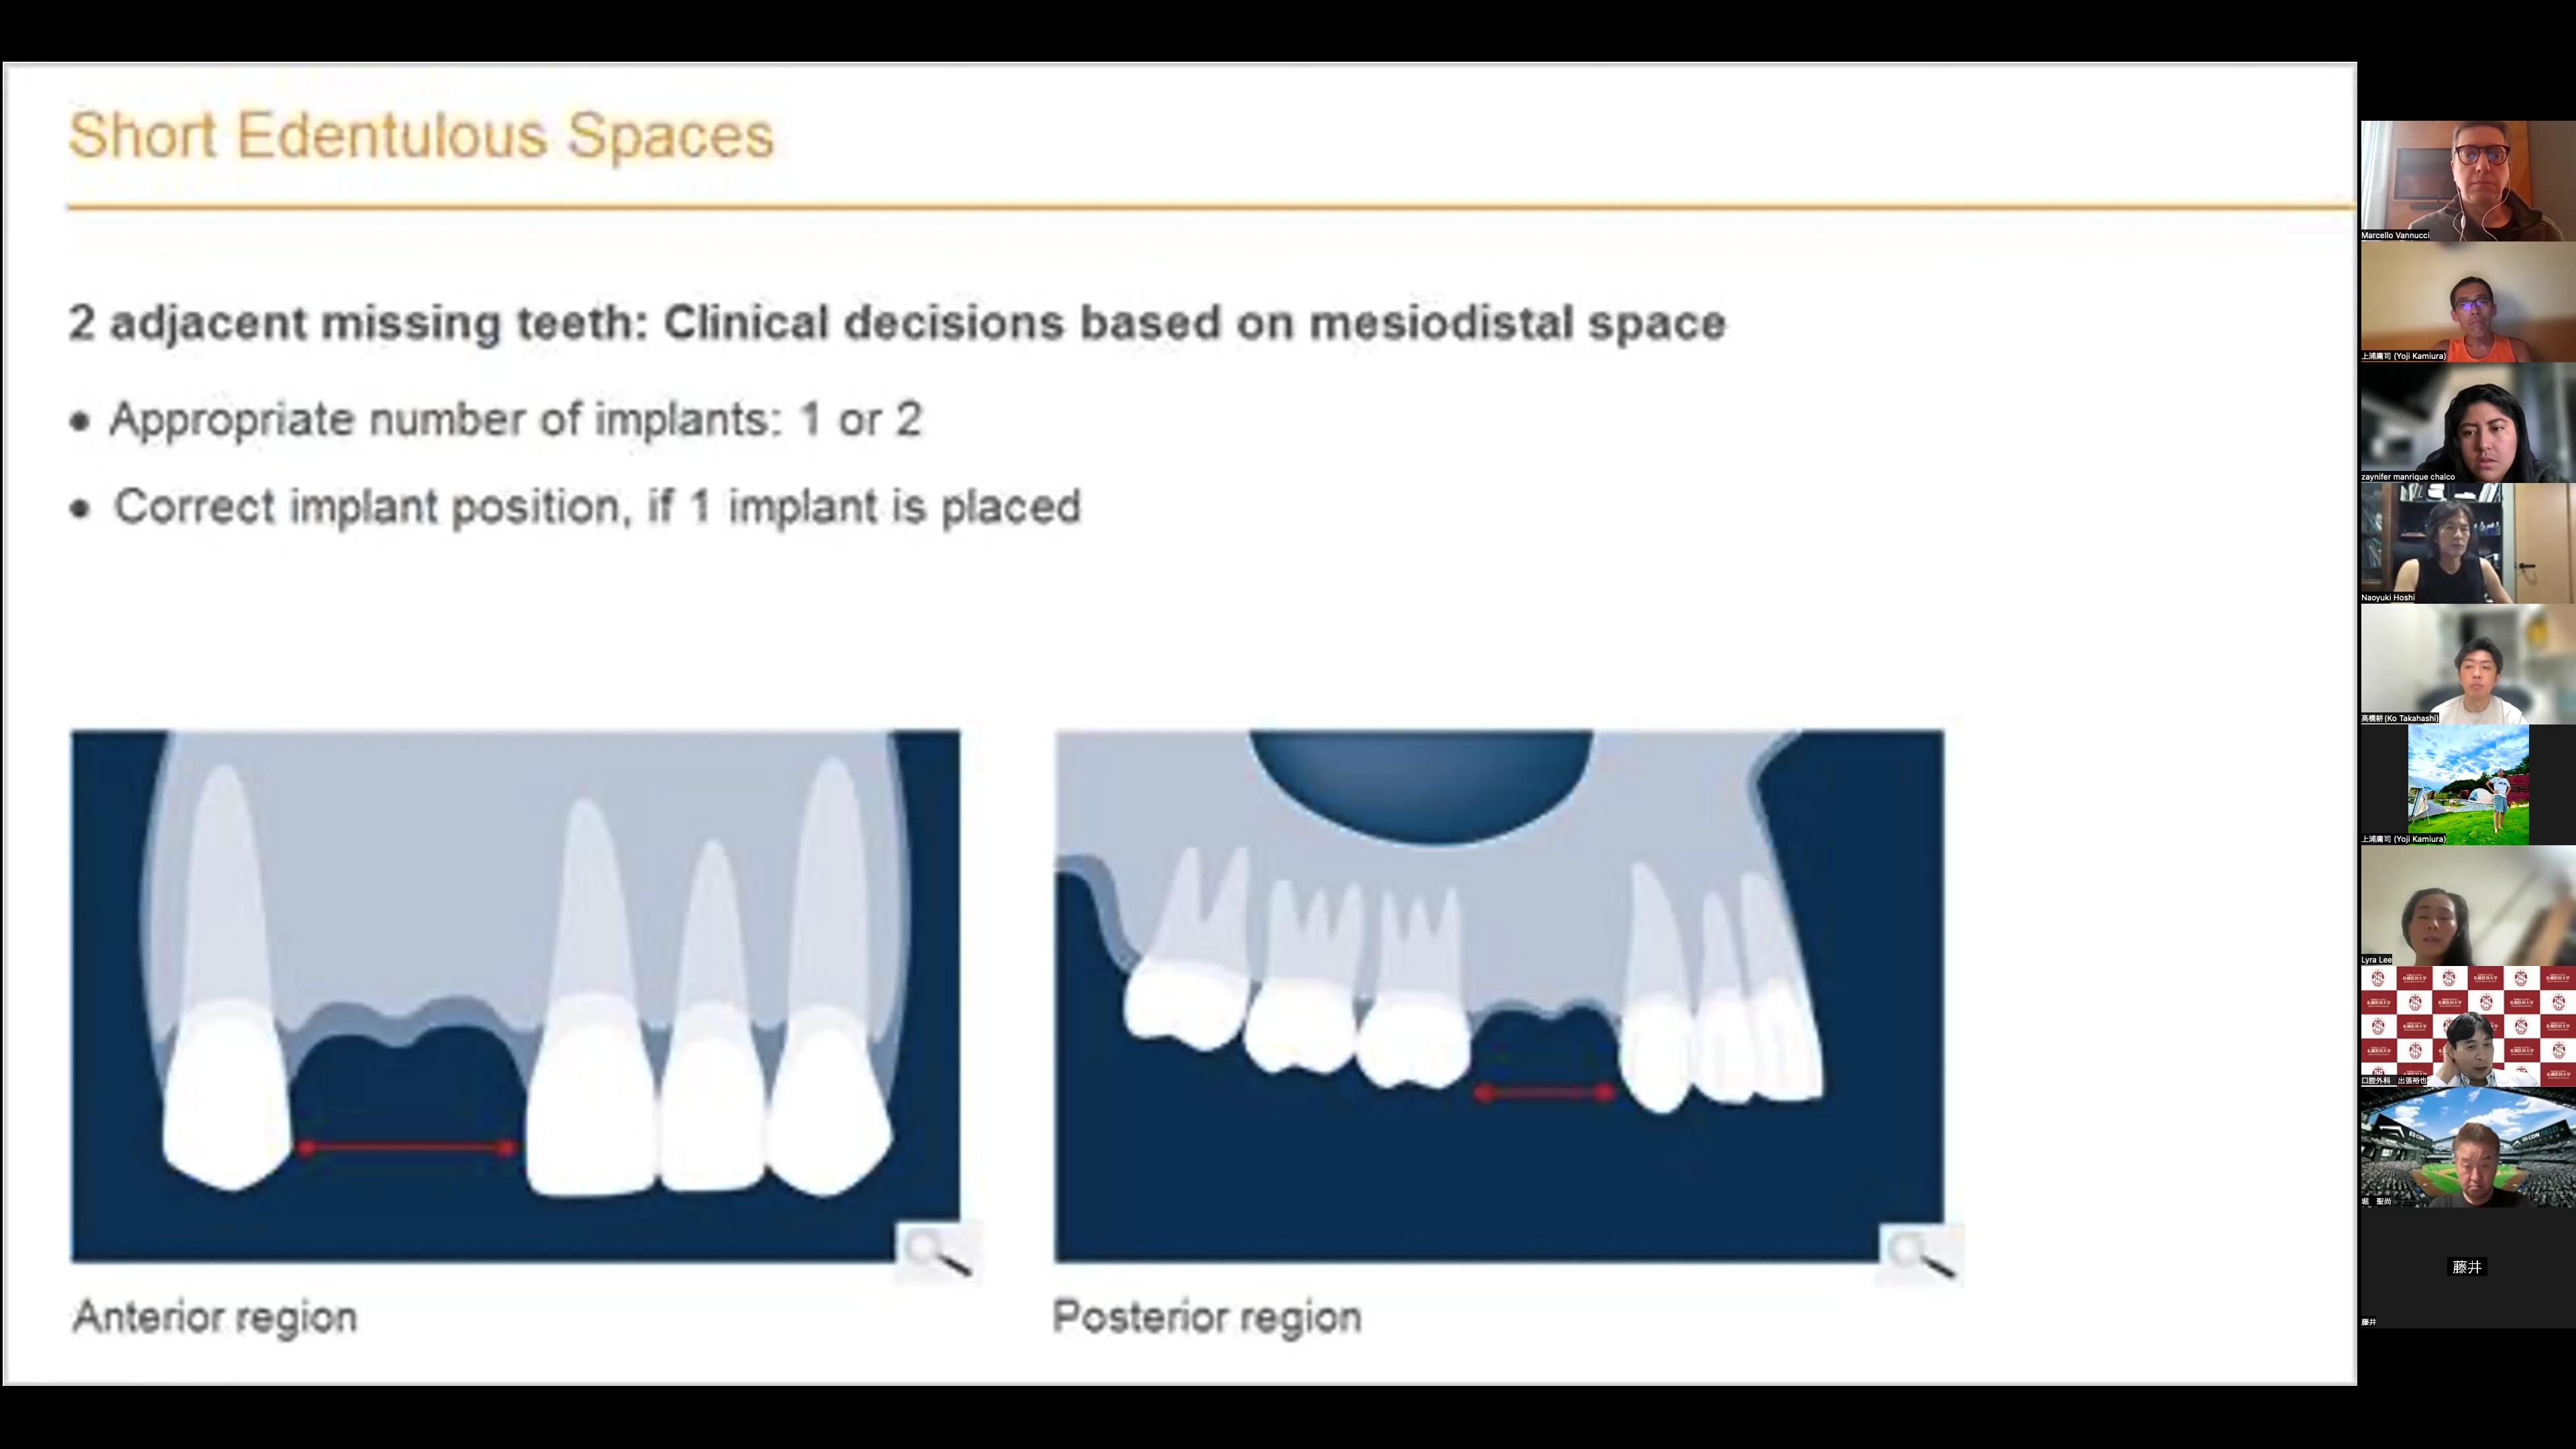 Short Edentulous Spaces
2 adjacent missing teeth: Clinical decisions based on mesiodistal space
● Appropriate number of implants: 1 or 2
● Correct implant position, if 1 implant is placed
Anterior region
Posterior region
Marcello Vannucci
上浦庸司 (Yoji Kamiura)
zaynifer manrique chalco
Naoyuki Hoshi
高橋耕 (Ko Takahashi)
上浦庸司 (Yoji Kamiura)
Lyra Lee
口腔外科 出張裕也
堀 聖尚
藤井
藤井